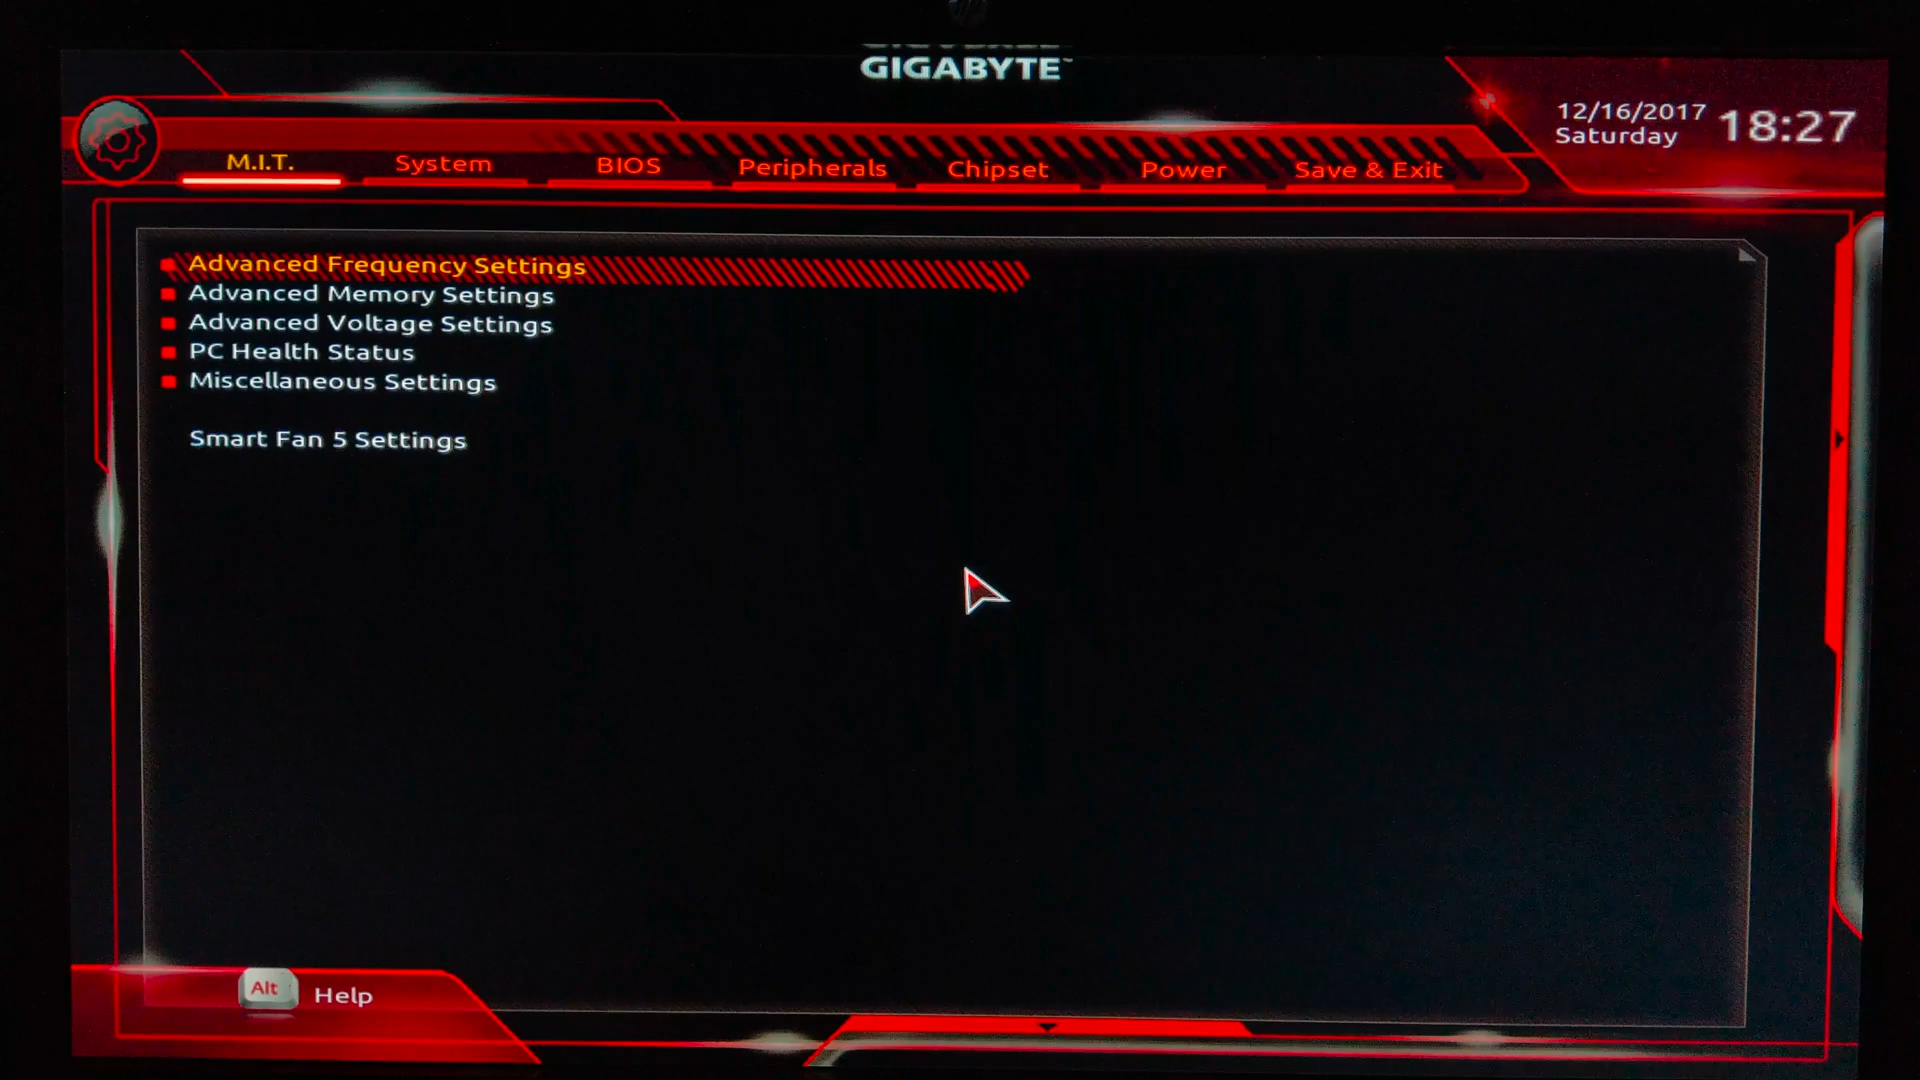 GIGABYTE™
12/16/2017
Saturday
18:27
M.I.T.
System
BIOS
Peripherals
Chipset
Power
Save & Exit
Advanced Frequency Settings
Advanced Memory Settings
Advanced Voltage Settings
PC Health Status
Miscellaneous Settings
Smart Fan 5 Settings
Alt
Help